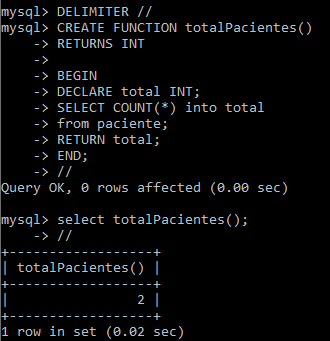 mysql> DELIMITER //
mysql> CREATE FUNCTION totalPacientes()
    -> RETURNS INT
    ->
    -> BEGIN
    -> DECLARE total INT;
    -> SELECT COUNT(*) into total
    -> from paciente;
    -> RETURN total;
    -> END;
    -> //
Query OK, 0 rows affected (0.00 sec)

mysql> select totalPacientes();
    -> //
+------------------+
| totalPacientes() |
+------------------+
|                2 |
+------------------+
1 row in set (0.02 sec)